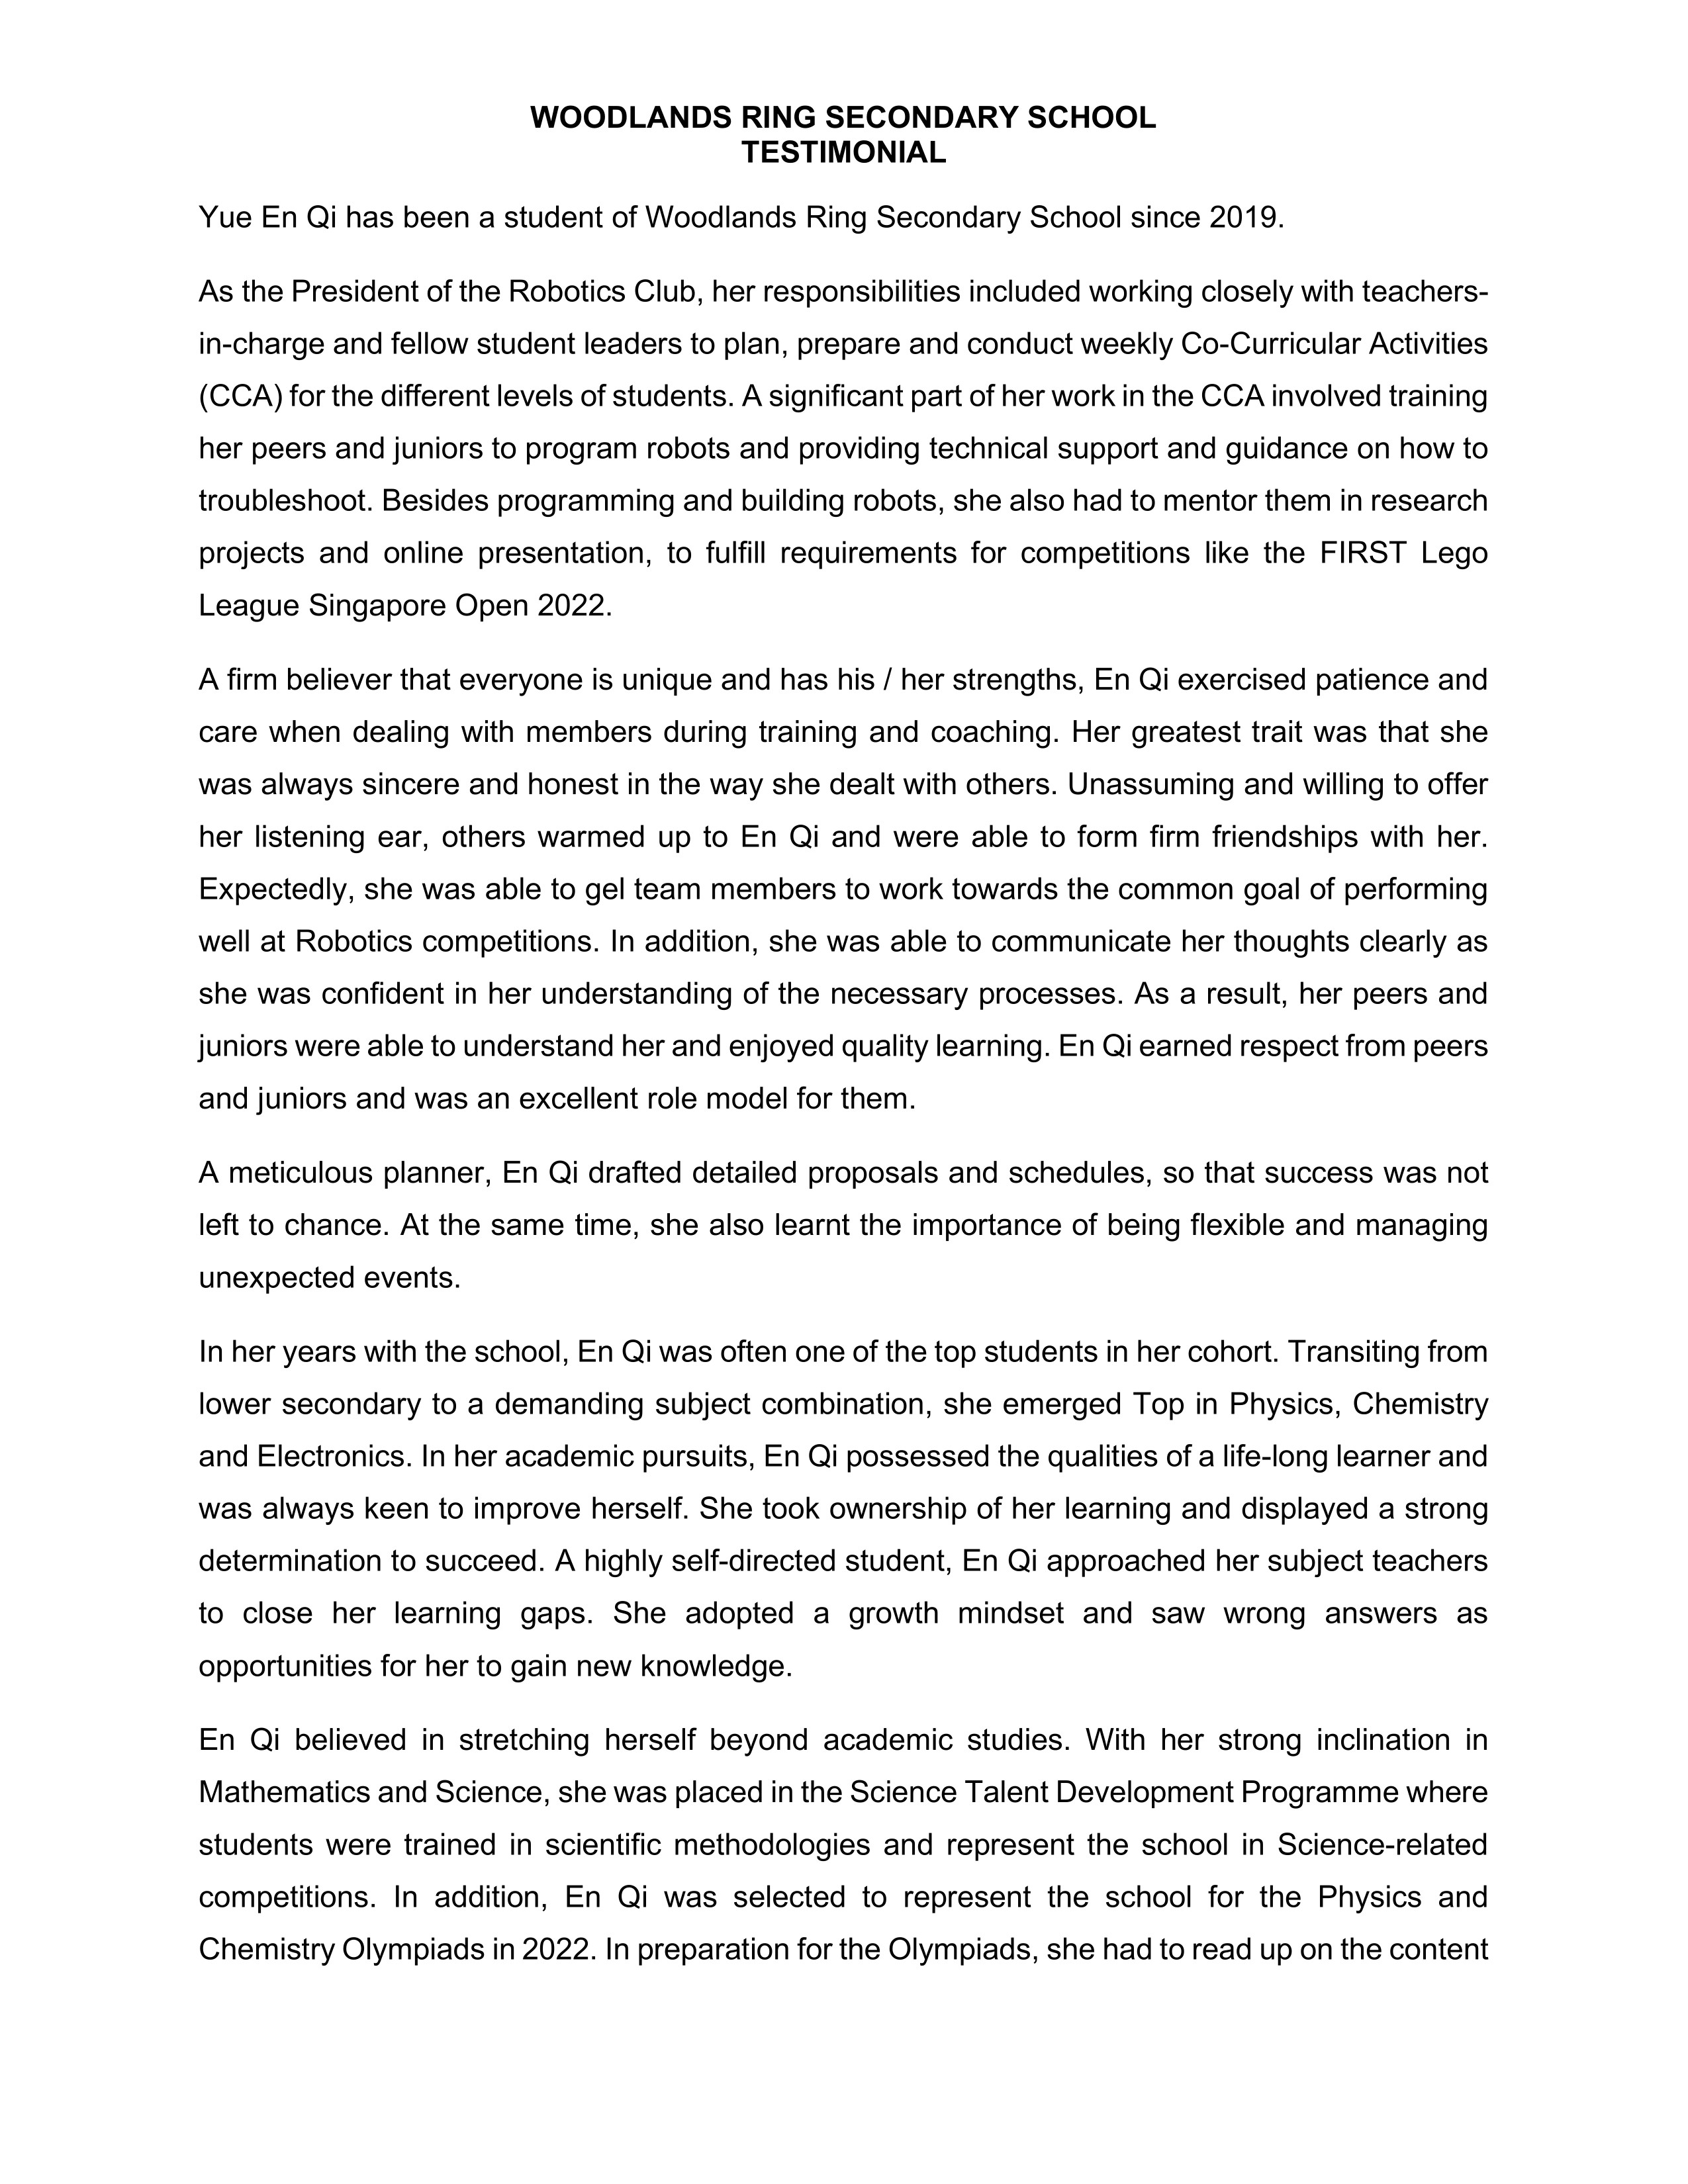 WOODLANDS RING SECONDARY SCHOOL
TESTIMONIAL
Yue En Qi has been a student of Woodlands Ring Secondary School since 2019.
As the President of the Robotics Club, her responsibilities included working closely with teachers-
in-charge and fellow student leaders to plan, prepare and conduct weekly Co-Curricular Activities
(CCA) for the different levels of students. A significant part of her work in the CCA involved training
her peers and juniors to program robots and providing technical support and guidance on how to
troubleshoot. Besides programming and building robots, she also had to mentor them in research
projects and online presentation, to fulfill requirements for competitions like the FIRST Lego
League Singapore Open 2022.
A firm believer that everyone is unique and has his / her strengths, En Qi exercised patience and
care when dealing with members during training and coaching. Her greatest trait was that she
was always sincere and honest in the way she dealt with others. Unassuming and willing to offer
her listening ear, others warmed up to En Qi and were able to form firm friendships with her.
Expectedly, she was able to gel team members to work towards the common goal of performing
well at Robotics competitions. In addition, she was able to communicate her thoughts clearly as
she was confident in her understanding of the necessary processes. As a result, her peers and
juniors were able to understand her and enjoyed quality learning. En Qi earned respect from peers
and juniors and was an excellent role model for them.
A meticulous planner, En Qi drafted detailed proposals and schedules, so that success was not
left to chance. At the same time, she also learnt the importance of being flexible and managing
unexpected events.
In her years with the school, En Qi was often one of the top students in her cohort. Transiting from
lower secondary to a demanding subject combination, she emerged Top in Physics, Chemistry
and Electronics. In her academic pursuits, En Qi possessed the qualities of a life-long learner and
was always keen to improve herself. She took ownership of her learning and displayed a strong
determination to succeed. A highly self-directed student, En Qi approached her subject teachers
to close her learning gaps. She adopted a growth mindset and saw wrong answers as
opportunities for her to gain new knowledge.
En Qi believed in stretching herself beyond academic studies. With her strong inclination in
Mathematics and Science, she was placed in the Science Talent Development Programme where
students were trained in scientific methodologies and represent the school in Science-related
competitions. In addition, En Qi was selected to represent the school for the Physics and
Chemistry Olympiads in 2022. In preparation for the Olympiads, she had to read up on the content